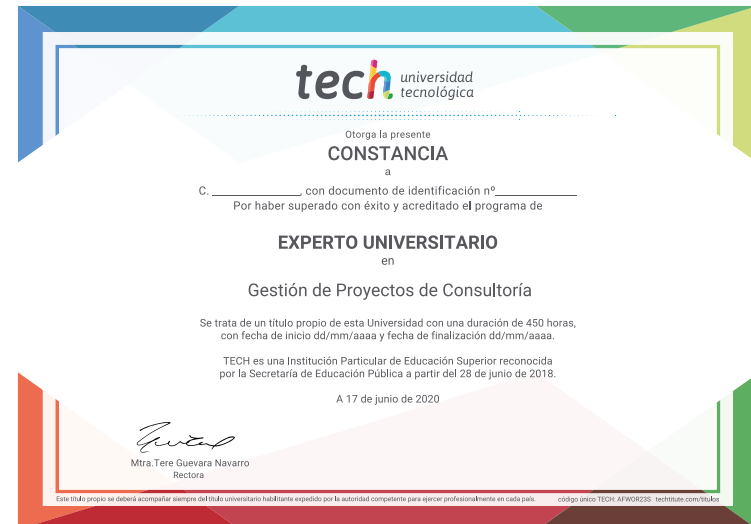 tech universidad
tecnológica
Otorga la presente
CONSTANCIA
a
C. ______________, con documento de identificación nº______________
Por haber superado con éxito y acreditado el programa de
EXPERTO UNIVERSITARIO
en
Gestión de Proyectos de Consultoría
Se trata de un título propio de esta Universidad con una duración de 450 horas,
con fecha de inicio dd/mm/aaaa y fecha de finalización dd/mm/aaaa.
TECH es una Institución Particular de Educación Superior reconocida
por la Secretaría de Educación Pública a partir del 28 de junio de 2018.
A 17 de junio de 2020
Mtra.Tere Guevara Navarro
Rectora
Este título propio se deberá acompañar siempre del título universitario habilitante expedido por la autoridad competente para ejercer profesionalmente en cada país. código único TECH: AFWOR23S techtitute.com/titulos